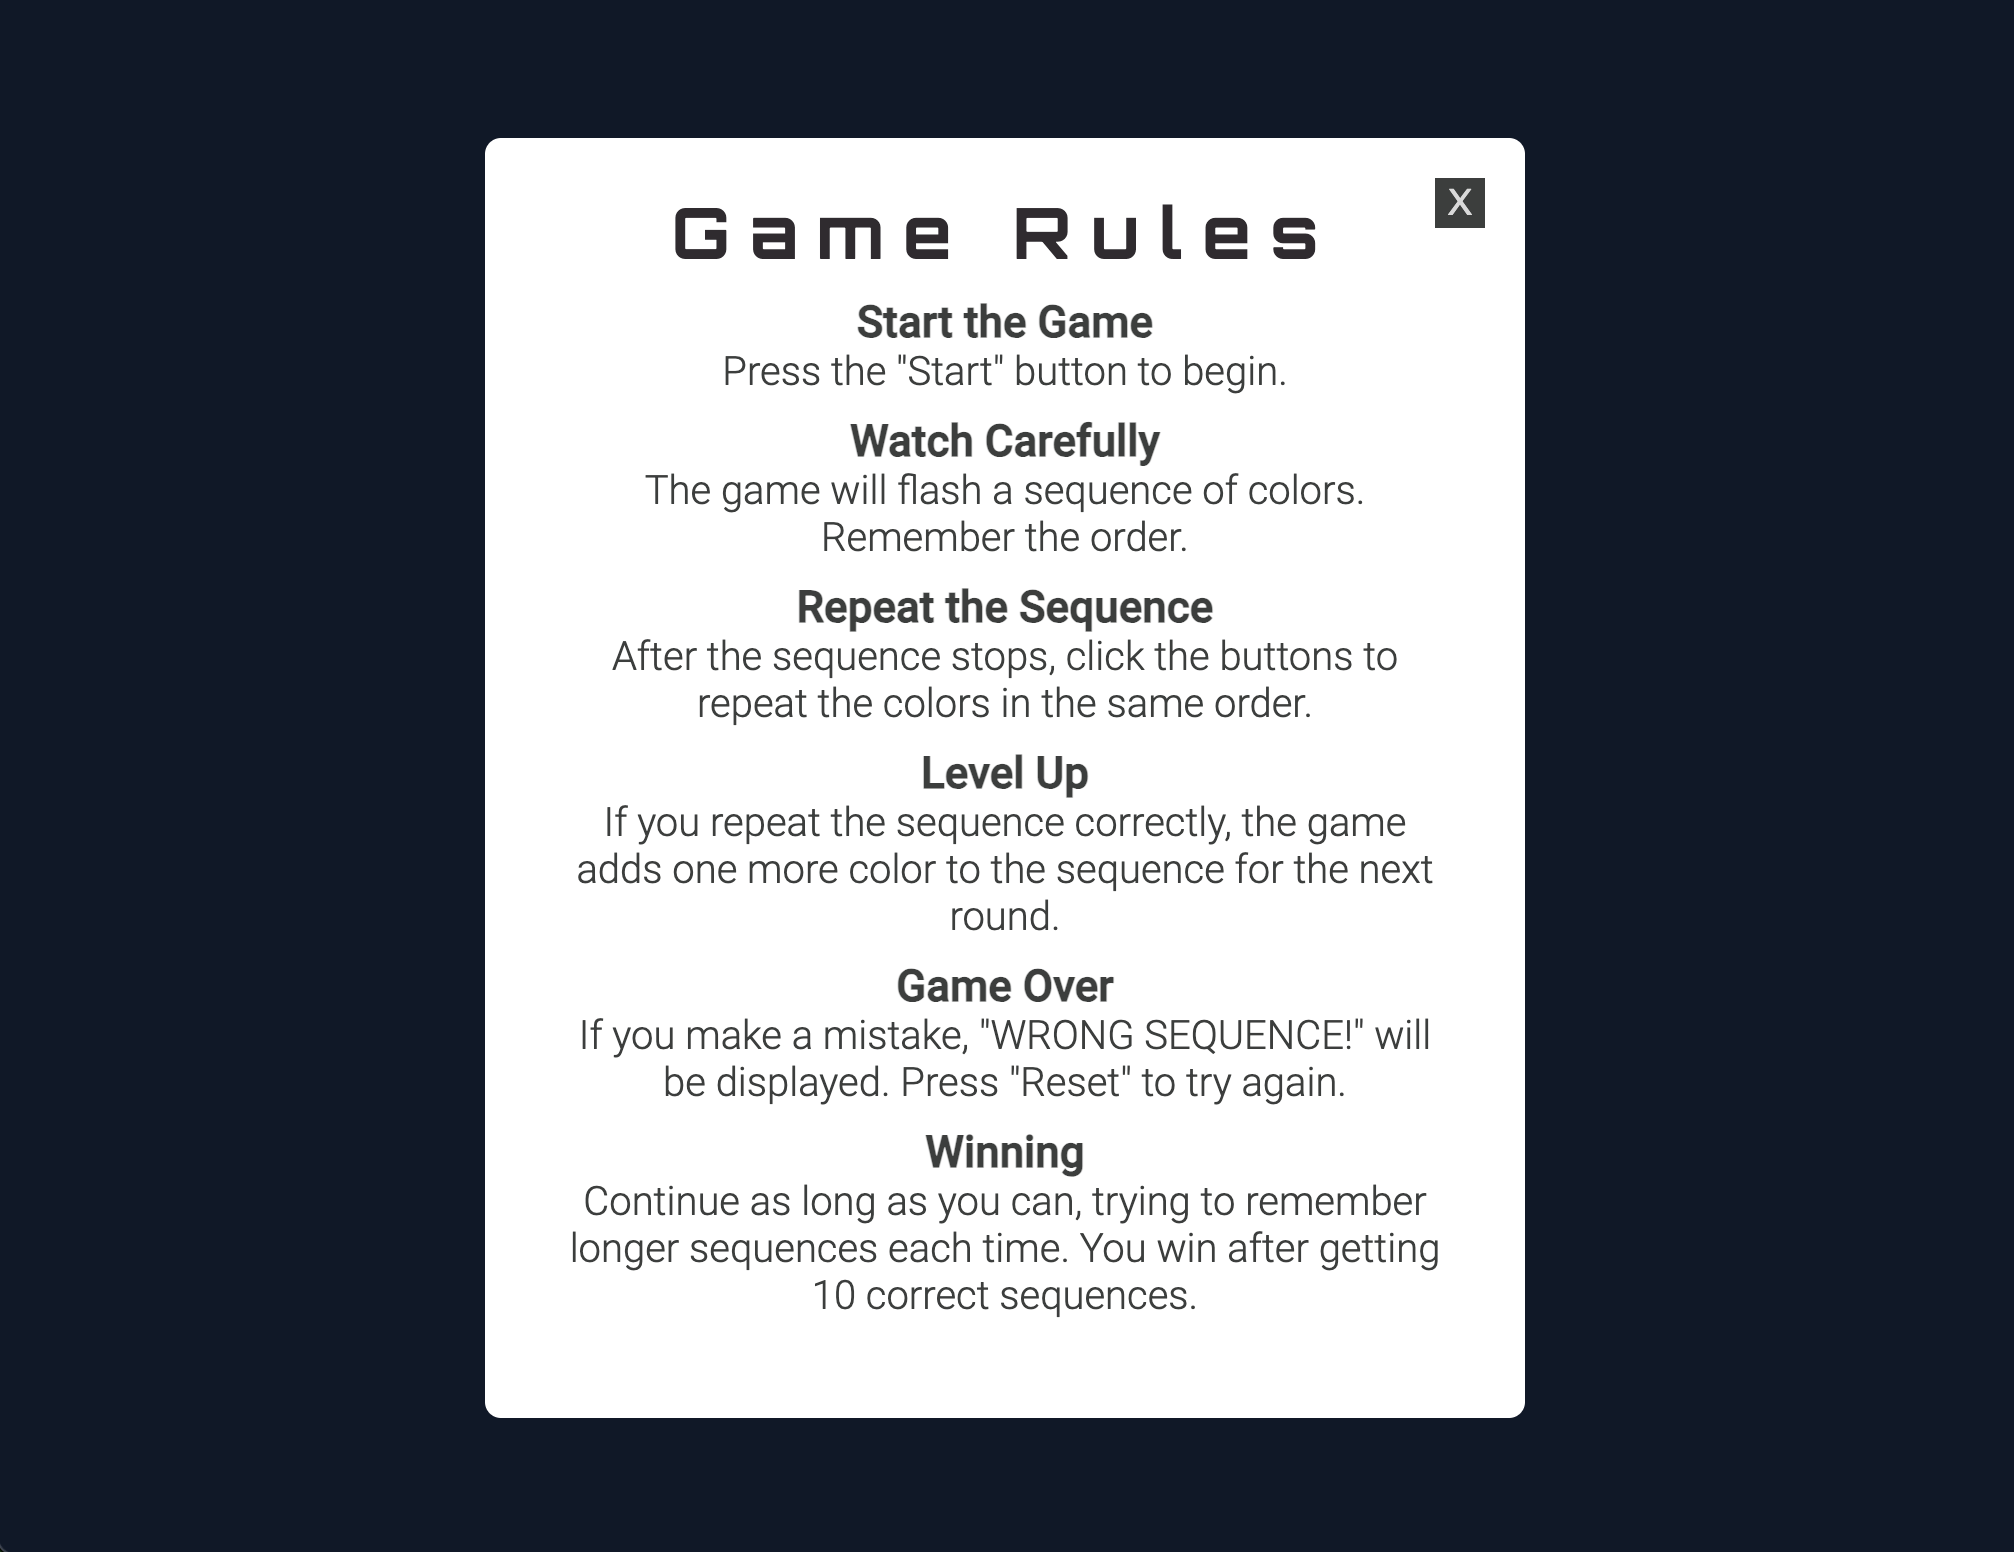 Game Rules
X
Start the Game
Press the "Start" button to begin.
Watch Carefully
The game will flash a sequence of colors.
Remember the order.
Repeat the Sequence
After the sequence stops, click the buttons to
repeat the colors in the same order.
Level Up
If you repeat the sequence correctly, the game
adds one more color to the sequence for the next
round.
Game Over
If you make a mistake, "WRONG SEQUENCE!" will
be displayed. Press "Reset" to try again.
Winning
Continue as long as you can, trying to remember
longer sequences each time. You win after getting
10 correct sequences.